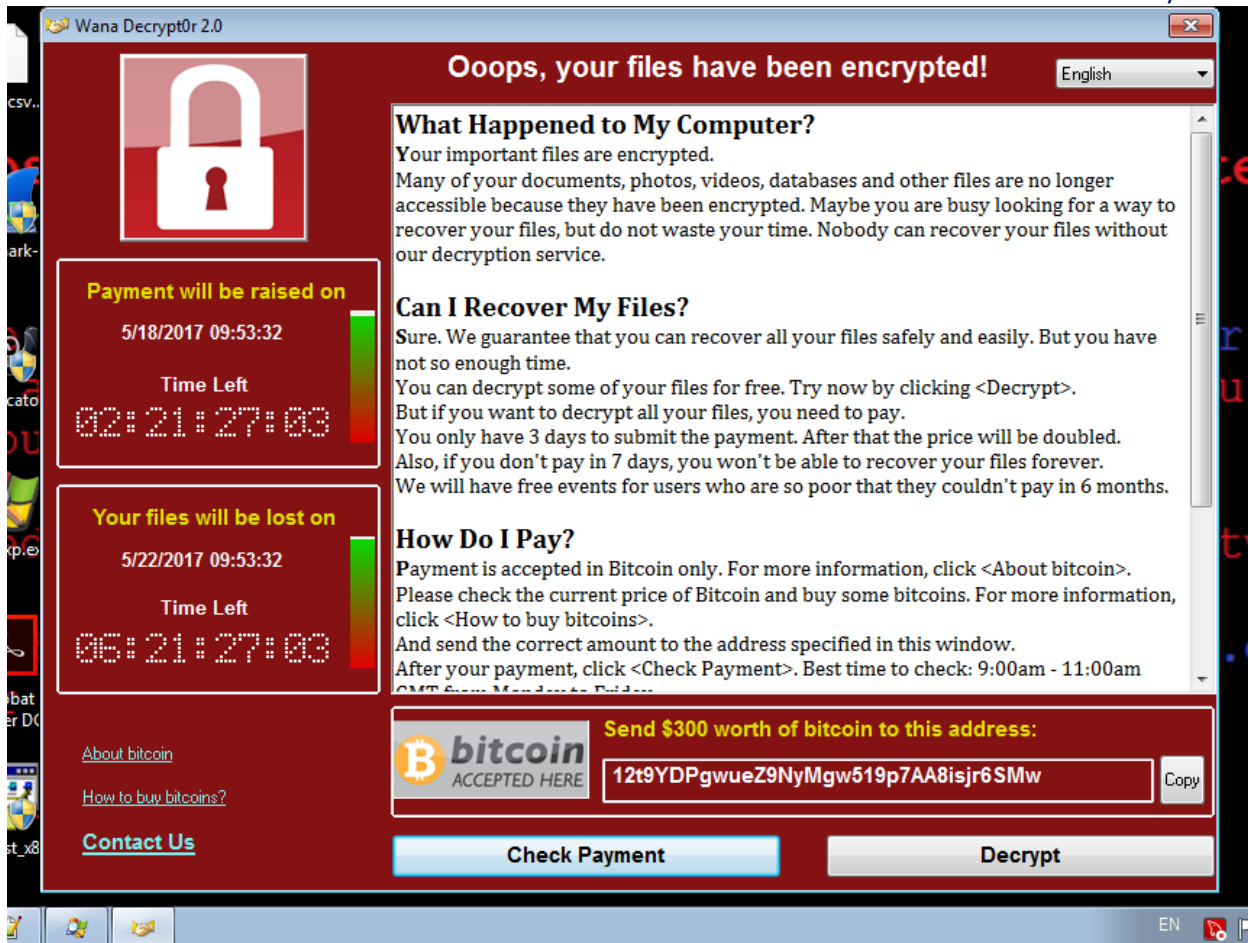 Wana Decrypt0r 2.0
Ooops, your files have been encrypted!
English
What Happened to My Computer?
Your important files are encrypted.
Many of your documents, photos, videos, databases and other files are no longer
accessible because they have been encrypted. Maybe you are busy looking for a way to
recover your files, but do not waste your time. Nobody can recover your files without
our decryption service.
Can I Recover My Files?
Sure. We guarantee that you can recover all your files safely and easily. But you have
not so enough time.
You can decrypt some of your files for free. Try now by clicking <Decrypt>.
But if you want to decrypt all your files, you need to pay.
You only have 3 days to submit the payment. After that the price will be doubled.
Also, if you don't pay in 7 days, you won't be able to recover your files forever.
We will have free events for users who are so poor that they couldn't pay in 6 months.
How Do I Pay?
Payment is accepted in Bitcoin only. For more information, click <About bitcoin>.
Please check the current price of Bitcoin and buy some bitcoins. For more information,
click <How to buy bitcoins>.
And send the correct amount to the address specified in this window.
After your payment, click <Check Payment>. Best time to check: 9:00am - 11:00am
GMT from Monday to Friday.
Payment will be raised on
5/18/2017 09:53:32
Time Left
02:21:27:03
Your files will be lost on
5/22/2017 09:53:32
Time Left
06:21:27:03
About bitcoin
How to buy bitcoins?
Contact Us
bitcoin
ACCEPTED HERE
Send $300 worth of bitcoin to this address:
12t9YDPgwueZ9NyMgw519p7AA8isjr6SMw
Copy
Check Payment
Decrypt
csv..
ark-
cato
xp.ex
bat
er DC
st_x8
EN